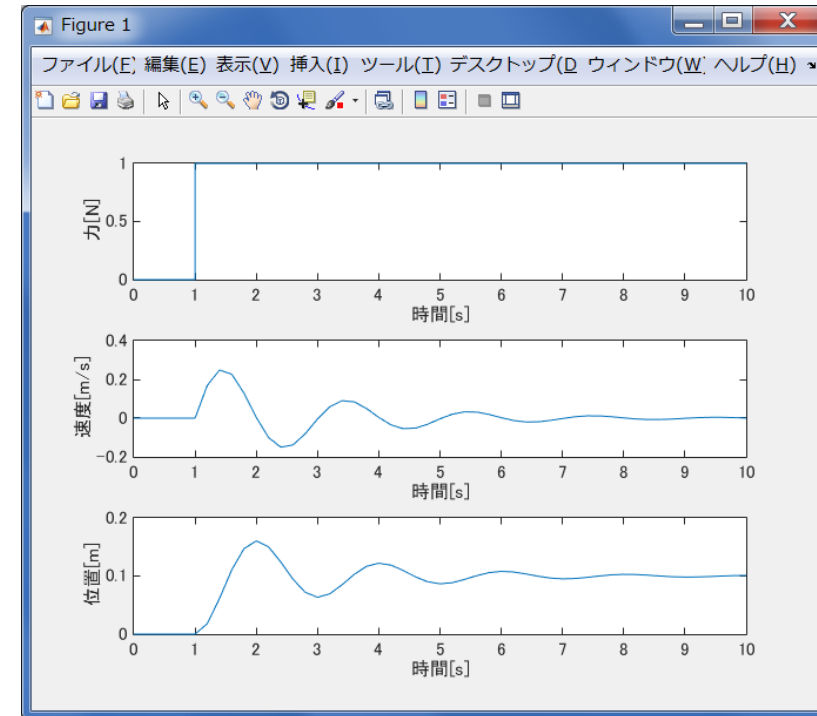 Figure 1
ファイル(F) 編集(E) 表示(V) 挿入(I) ツール(T) デスクトップ(D ウィンドウ(W) ヘルプ(H)
1
0.5
0
力[N]
0 1 2 3 4 5 6 7 8 9 10
時間[s]
0.4
0.2
0
-0.2
速度[m/s]
0 1 2 3 4 5 6 7 8 9 10
時間[s]
0.2
0.1
0
位置[m]
0 1 2 3 4 5 6 7 8 9 10
時間[s]